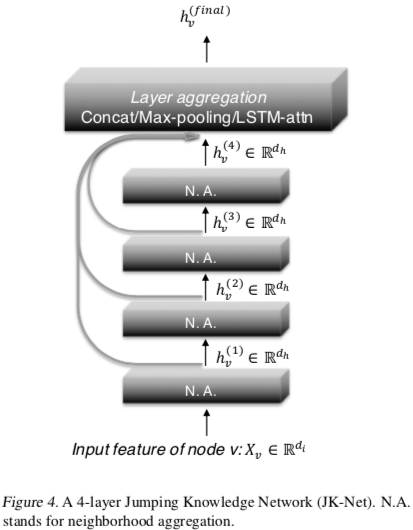 h_v^{(final)}
Layer aggregation
Concat/Max-pooling/LSTM-attn
h_v^{(4)} ∈ ℝ^{d_h}
N. A.
h_v^{(3)} ∈ ℝ^{d_h}
N. A.
h_v^{(2)} ∈ ℝ^{d_h}
N. A.
h_v^{(1)} ∈ ℝ^{d_h}
N. A.
Input feature of node v: X_v ∈ ℝ^{d_i}
Figure 4. A 4-layer Jumping Knowledge Network (JK-Net). N.A.
stands for neighborhood aggregation.